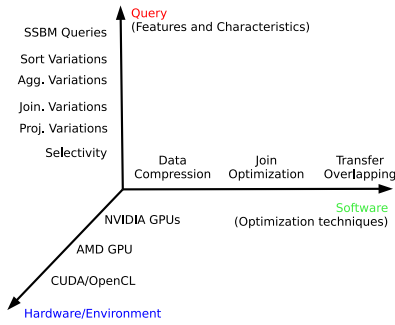 Query
(Features and Characteristics)
SSBM Queries
Sort Variations
Agg. Variations
Join. Variations
Proj. Variations
Selectivity
Data
Compression
Join
Optimization
Transfer
Overlapping
Software
(Optimization techniques)
NVIDIA GPUs
AMD GPU
CUDA/OpenCL
Hardware/Environment